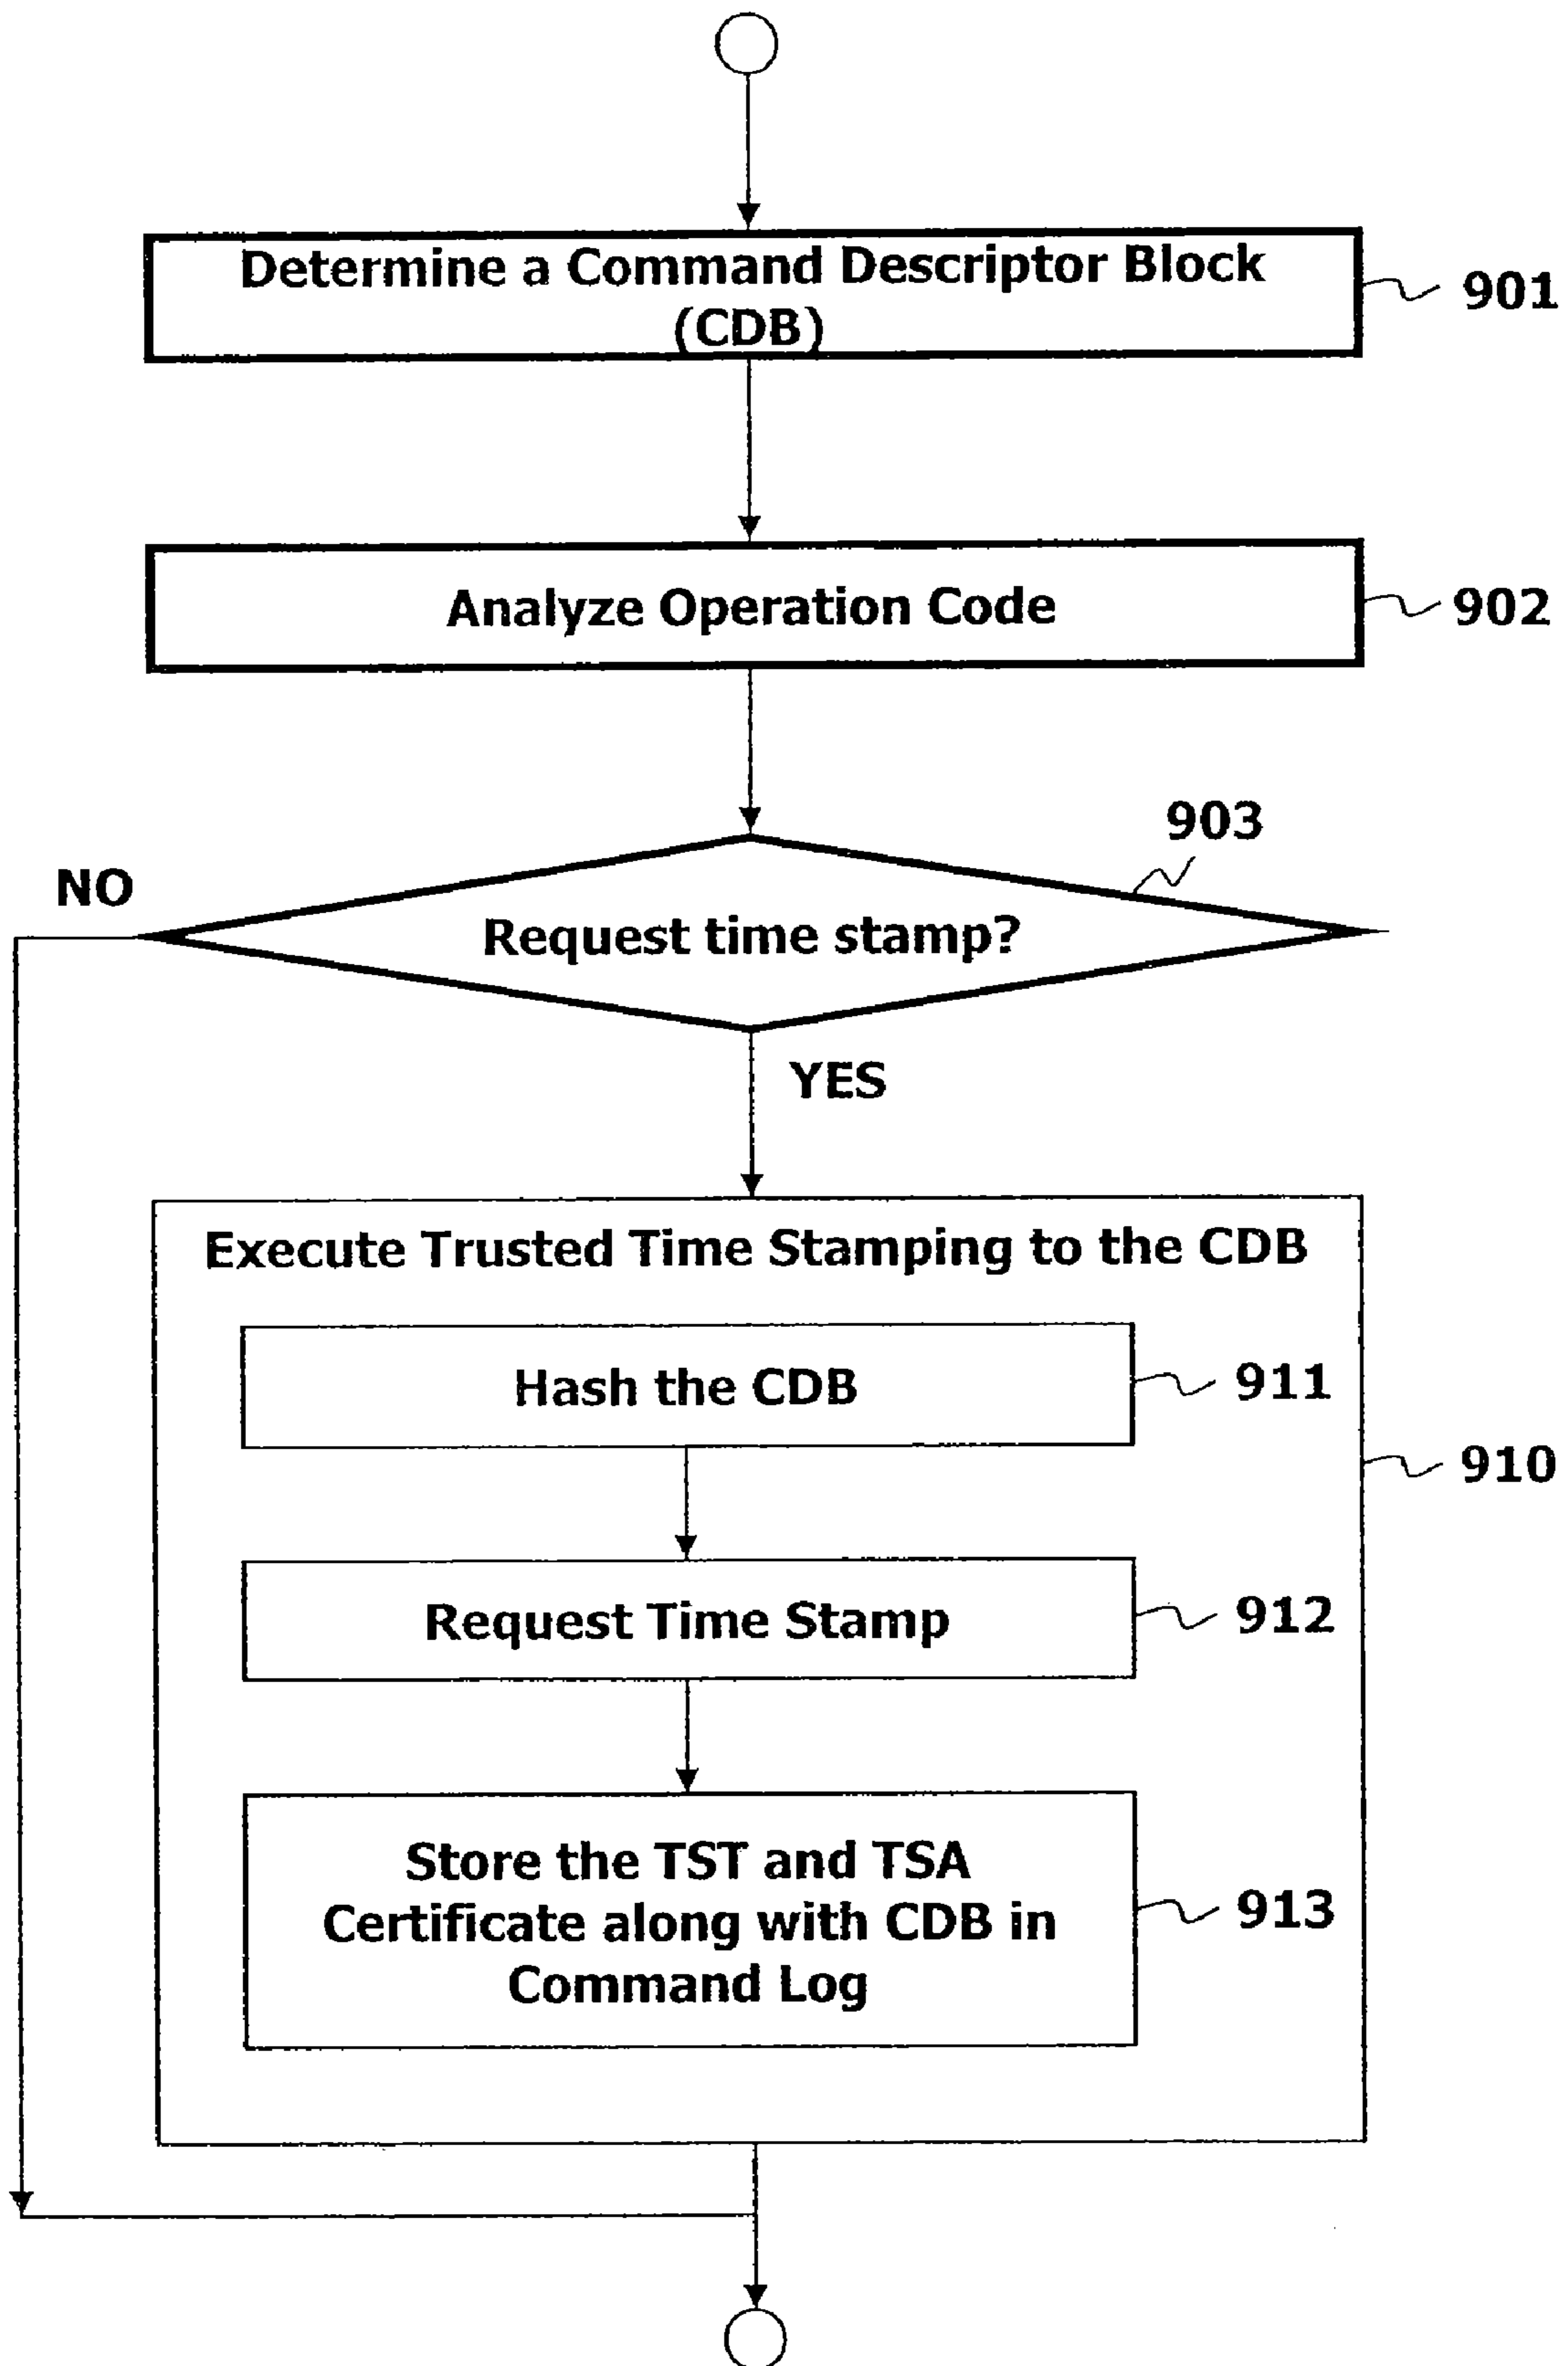 Determine a Command Descriptor Block
(CDB)
901
Analyze Operation Code
902
903
NO
Request time stamp?
YES
Execute Trusted Time Stamping to the CDB
Hash the CDB
911
910
Request Time Stamp
912
Store the TST and TSA
Certificate along with CDB in
Command Log
913